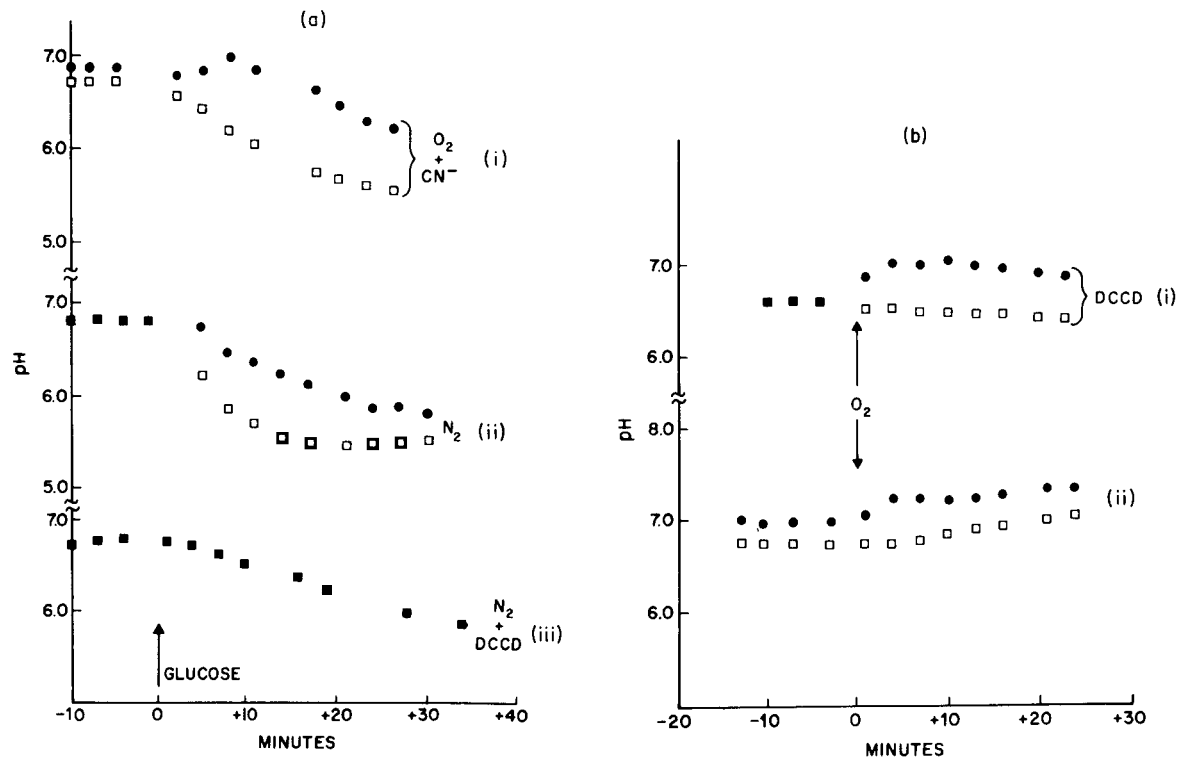 (a)
7.0
6.0
5.0
O2
+
CN−
(i)
7.0
6.0
5.0
N2 (ii)
7.0
6.0
N2
+
DCCD (iii)
GLUCOSE
pH
-10 0 +10 +20 +30 +40
MINUTES
(b)
7.0
6.0
DCCD (i)
O2
8.0
7.0
6.0
(ii)
pH
-20 -10 0 +10 +20 +30
MINUTES